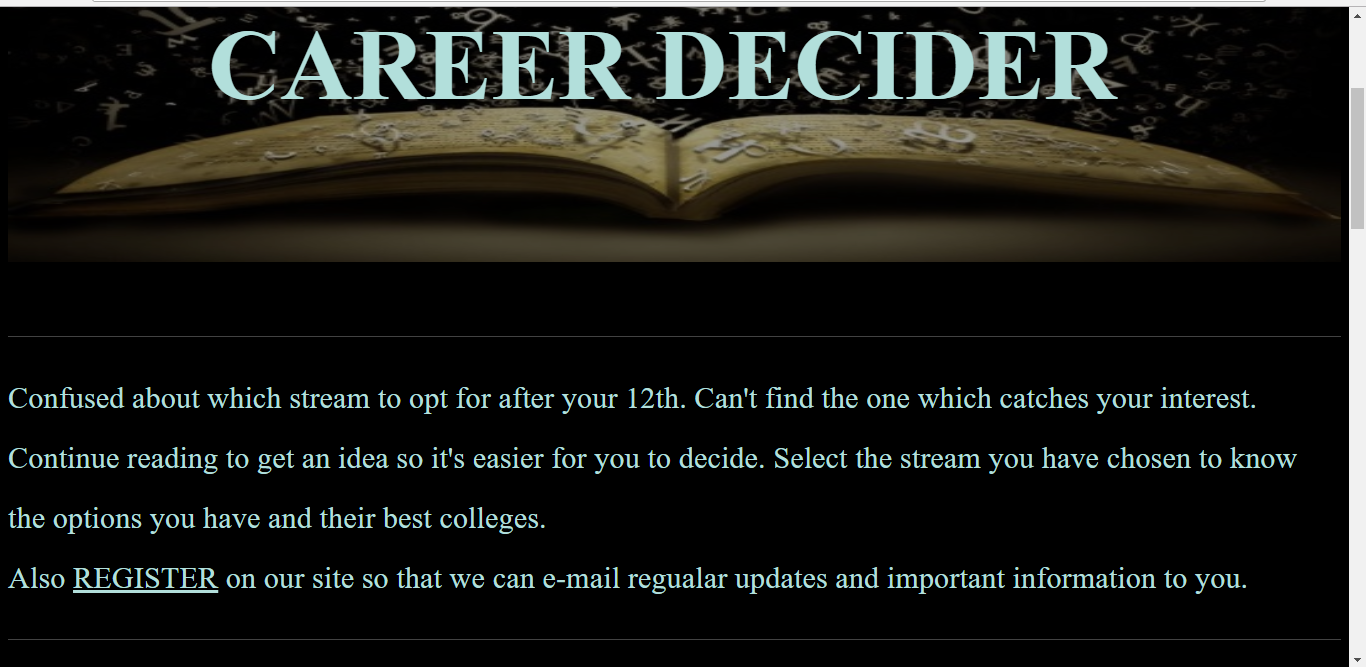 CAREER DECIDER
Confused about which stream to opt for after your 12th. Can't find the one which catches your interest.
Continue reading to get an idea so it's easier for you to decide. Select the stream you have chosen to know
the options you have and their best colleges.
Also REGISTER on our site so that we can e-mail regualar updates and important information to you.